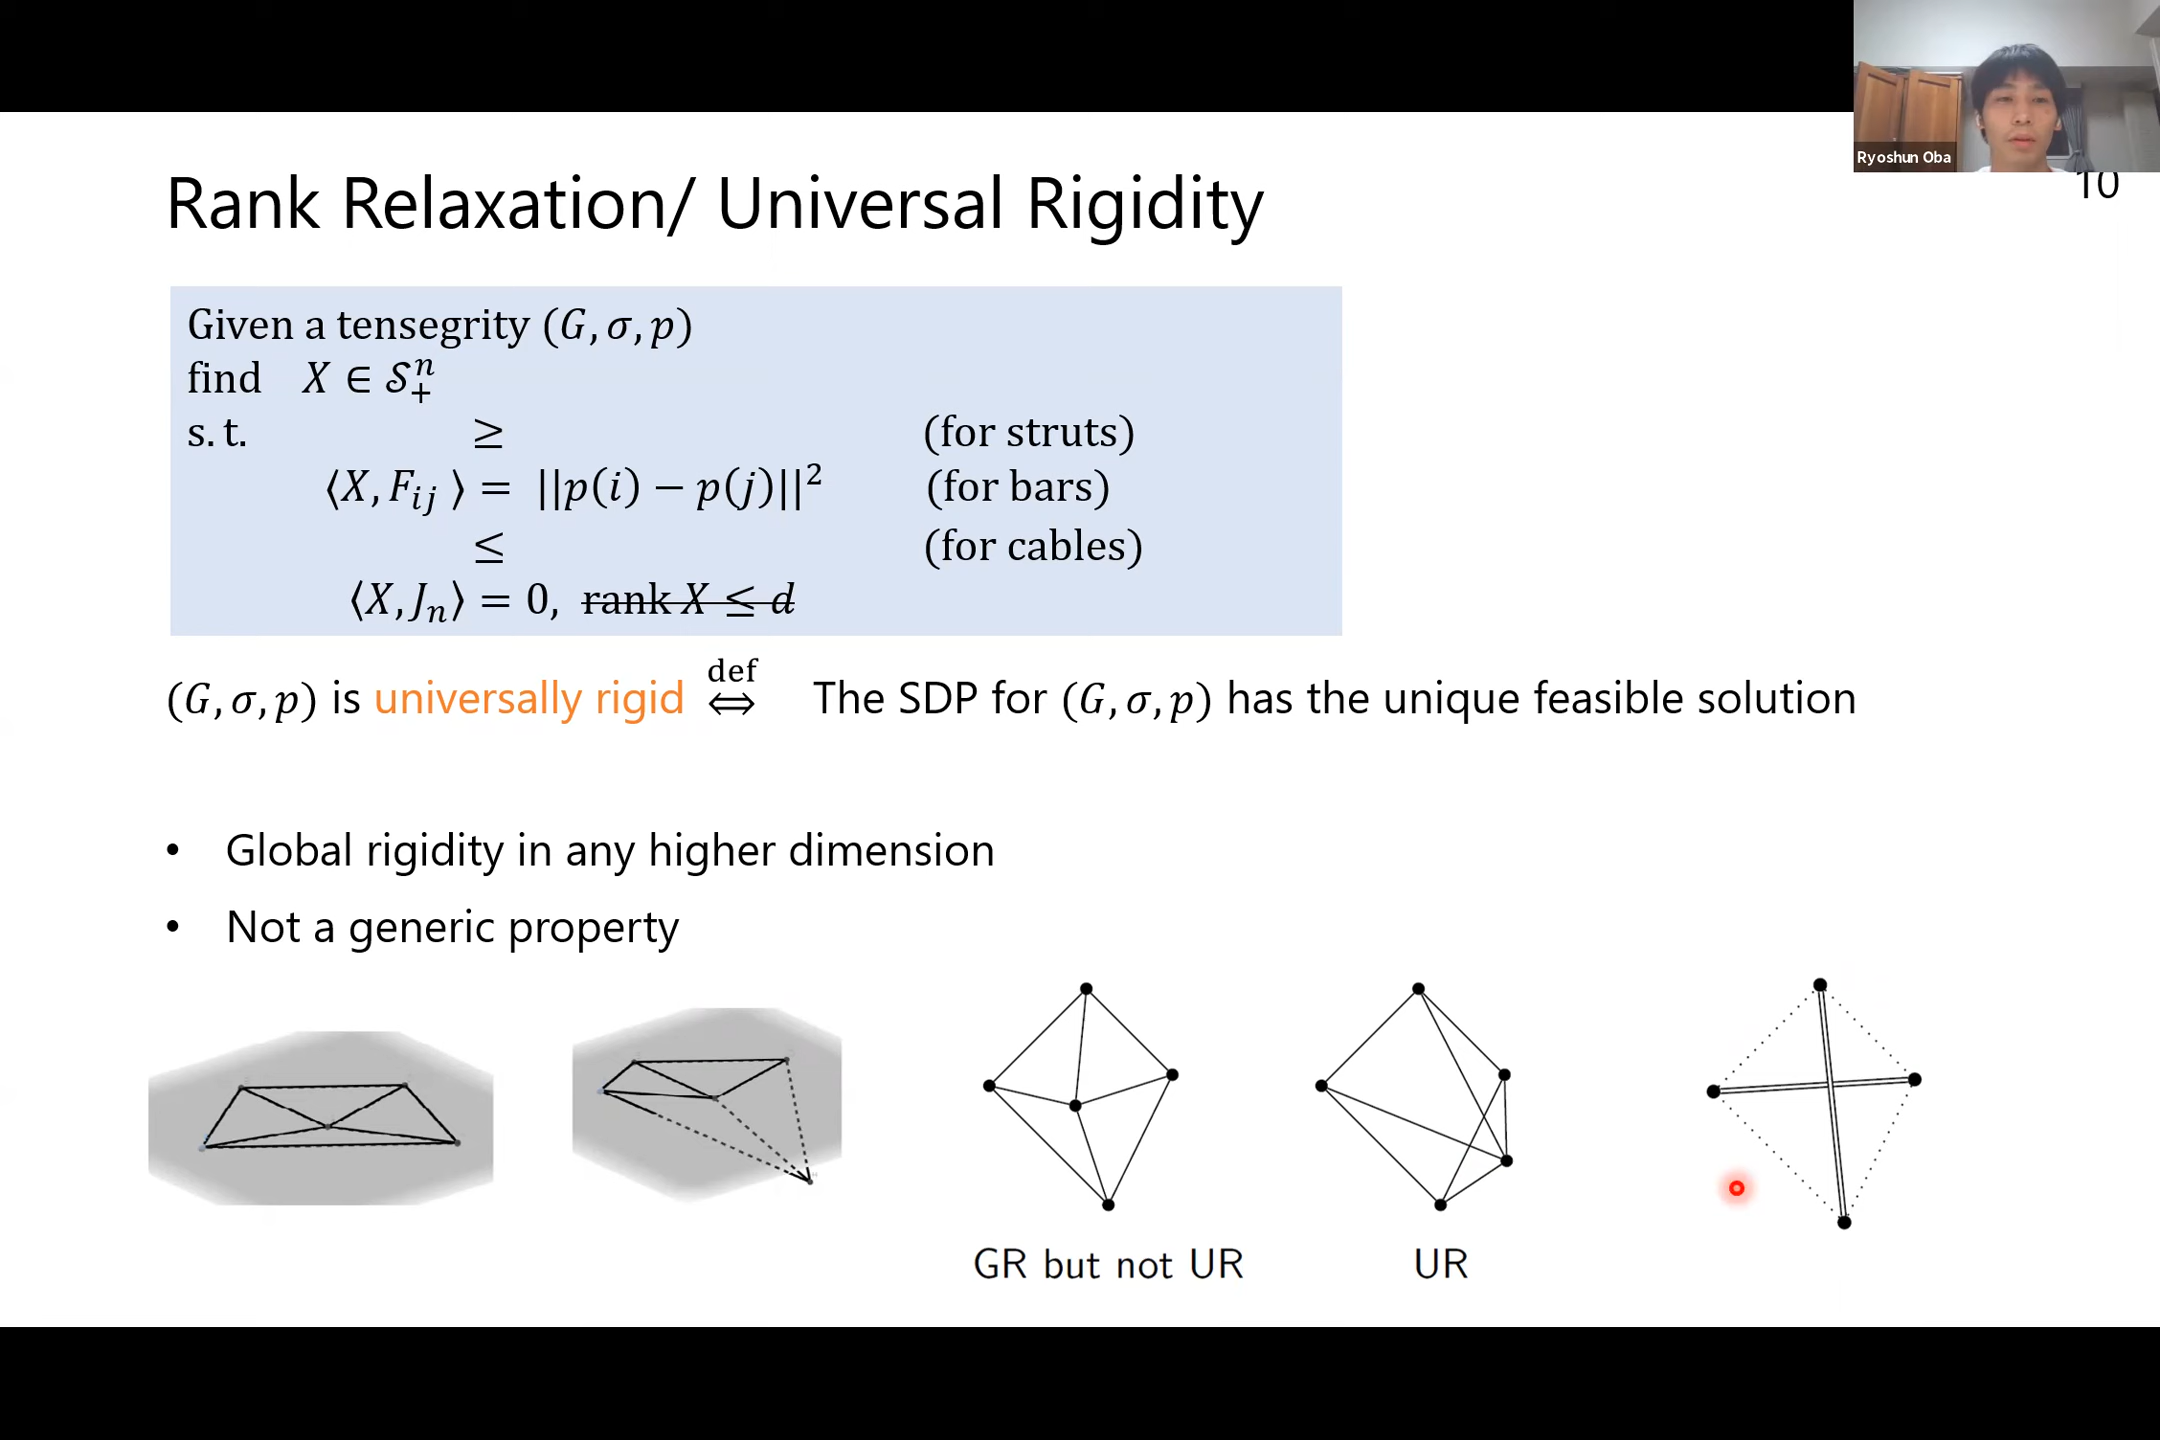 Ryoshun Oba
10
Rank Relaxation/ Universal Rigidity
Given a tensegrity (G, σ, p)
find X ∈ 𝒮₊ⁿ
s. t. ≥ (for struts)
⟨X, F_ij ⟩ = ||p(i) − p(j)||² (for bars)
≤ (for cables)
⟨X, J_n⟩ = 0, rank X ≤ d
(G, σ, p) is universally rigid ⇔ def The SDP for (G, σ, p) has the unique feasible solution
• Global rigidity in any higher dimension
• Not a generic property
GR but not UR
UR